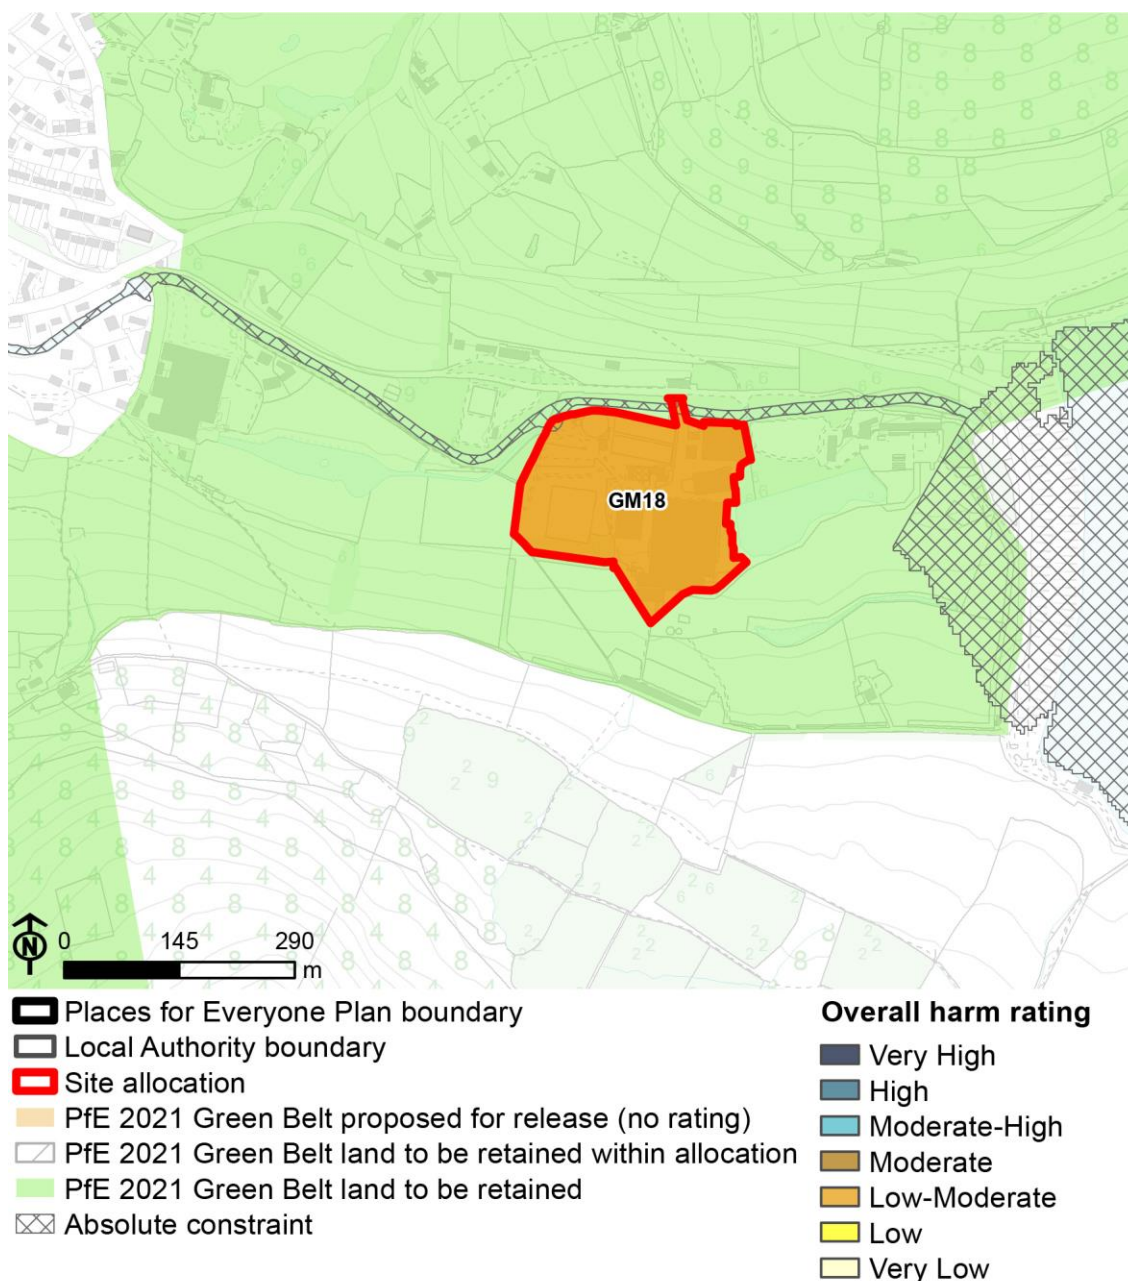 GM18
N
0 145 290
m
Places for Everyone Plan boundary
Local Authority boundary
Site allocation
PfE 2021 Green Belt proposed for release (no rating)
PfE 2021 Green Belt land to be retained within allocation
PfE 2021 Green Belt land to be retained
Absolute constraint
Overall harm rating
Very High
High
Moderate-High
Moderate
Low-Moderate
Low
Very Low